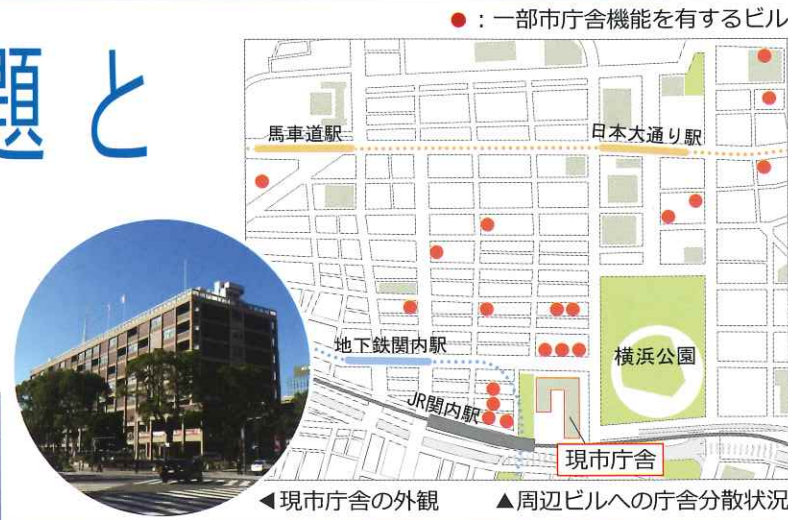 ●：一部市庁舎機能を有するビル
題と
馬車道駅
日本大通り駅
地下鉄関内駅
横浜公園
JR関内駅
現市庁舎
◀現市庁舎の外観
▲周辺ビルへの庁舎分散状況